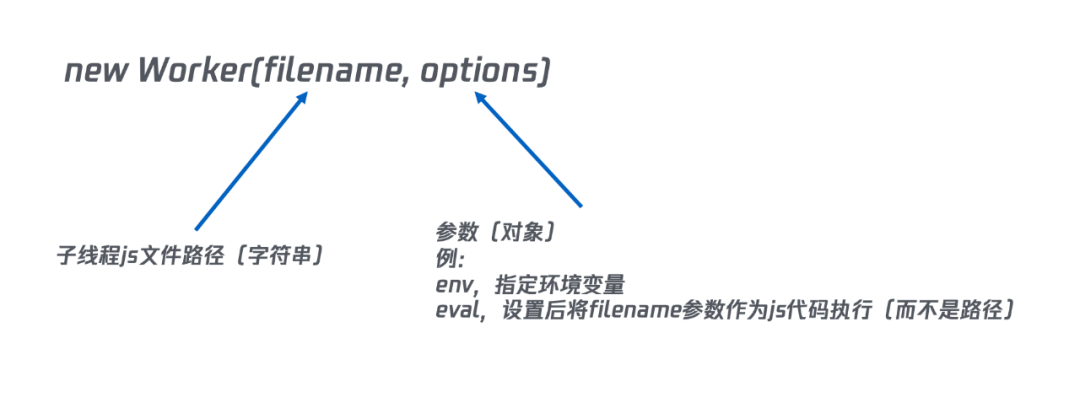 new Worker(filename, options)
子线程js文件路径（字符串）
参数（对象）
例：
env，指定环境变量
eval，设置后将filename参数作为js代码执行（而不是路径）